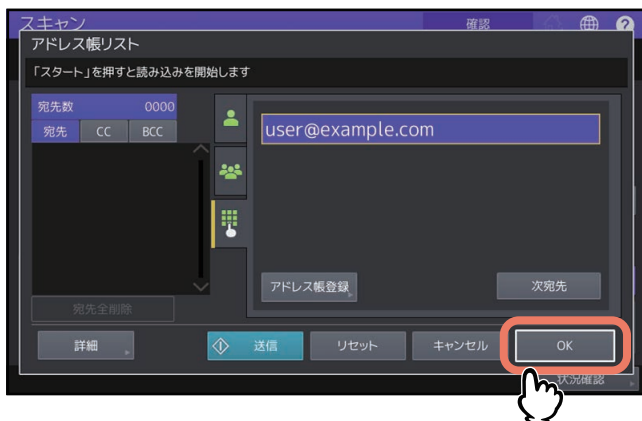 スキャン 確認
アドレス帳リスト
「スタート」を押すと読み込みを開始します
宛先数 0000
宛先 CC BCC
user@example.com
アドレス帳登録 次宛先
宛先全削除
詳細 送信 リセット キャンセル OK
状況確認